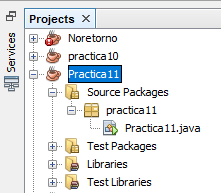 Projects
Services
Noretorno
practica10
Practica11
Source Packages
practica11
Practica11.java
Test Packages
Libraries
Test Libraries